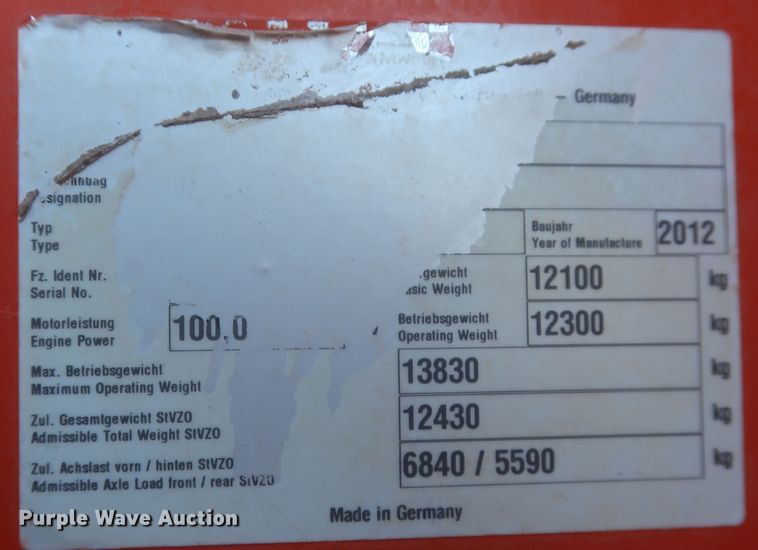 – Germany
Typ
Type
Baujahr
Year of Manufacture
2012
Fz. Ident Nr.
Serial No.
gewicht
Weight
12100
kg
Motorleistung
Engine Power
100.0
Betriebsgewicht
Operating Weight
12300
kg
Max. Betriebsgewicht
Maximum Operating Weight
13830
kg
Zul. Gesamtgewicht StVZO
Admissible Total Weight StVZO
12430
kg
Zul. Achslast vorn / hinten StVZO
Admissible Axle Load front / rear StVZO
6840 / 5590
kg
Made in Germany
Purple Wave Auction